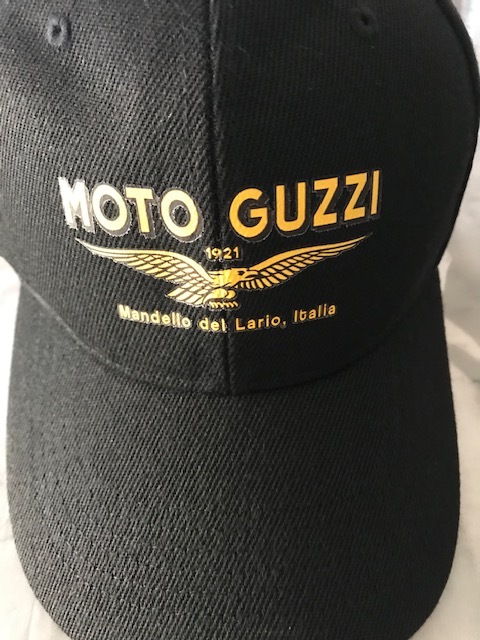 MOTO GUZZI
1921
Mandello del Lario, Italia